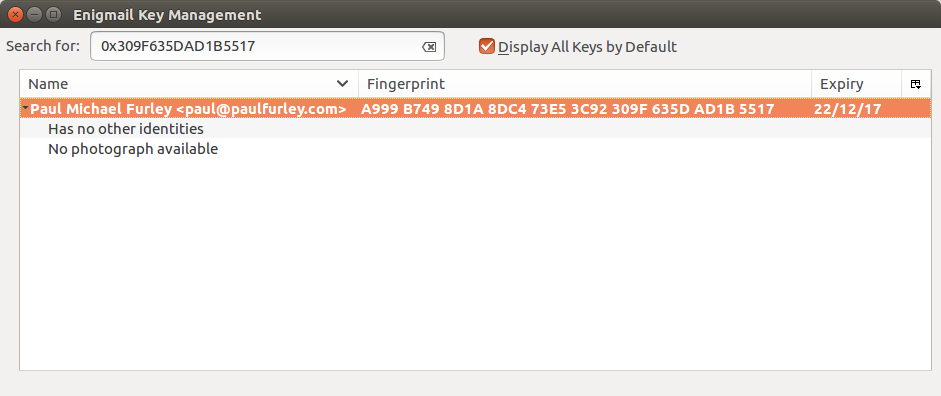 Enigmail Key Management
Search for: 0x309F635DAD1B5517 Display All Keys by Default
Name Fingerprint Expiry
Paul Michael Furley <paul@paulfurley.com> A999 B749 8D1A 8DC4 73E5 3C92 309F 635D AD1B 5517 22/12/17
Has no other identities
No photograph available